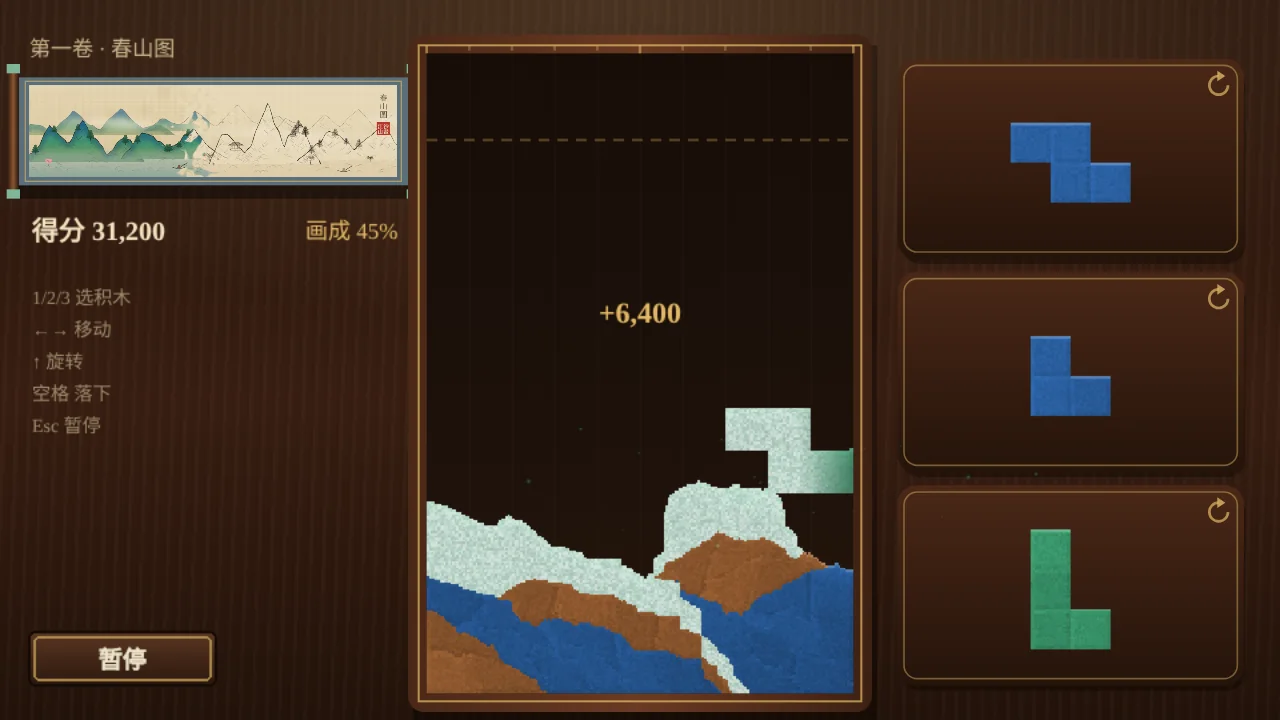 第一卷 · 春山图
春山图
得分 31,200
画成 45%
1/2/3 选积木
←→ 移动
↑ 旋转
空格 落下
Esc 暂停
暂停
+6,400